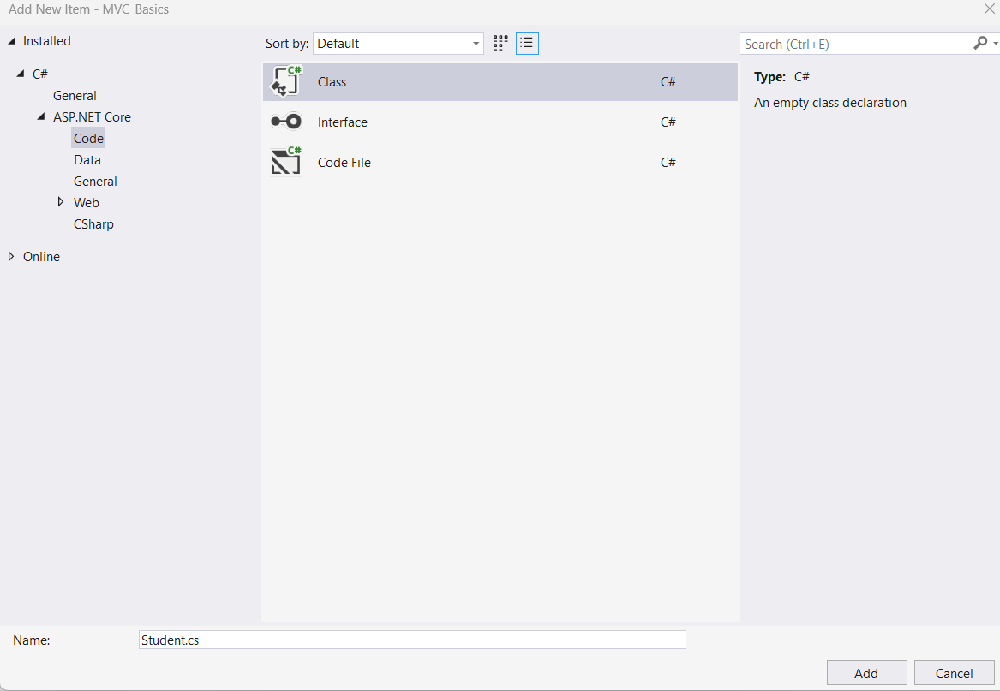 Add New Item - MVC_Basics
Installed
C#
General
ASP.NET Core
Code
Data
General
Web
CSharp
Online
Sort by: Default
C# Class C#
Interface C#
C# Code File C#
Search (Ctrl+E)
Type: C#
An empty class declaration
Name: Student.cs
Add Cancel